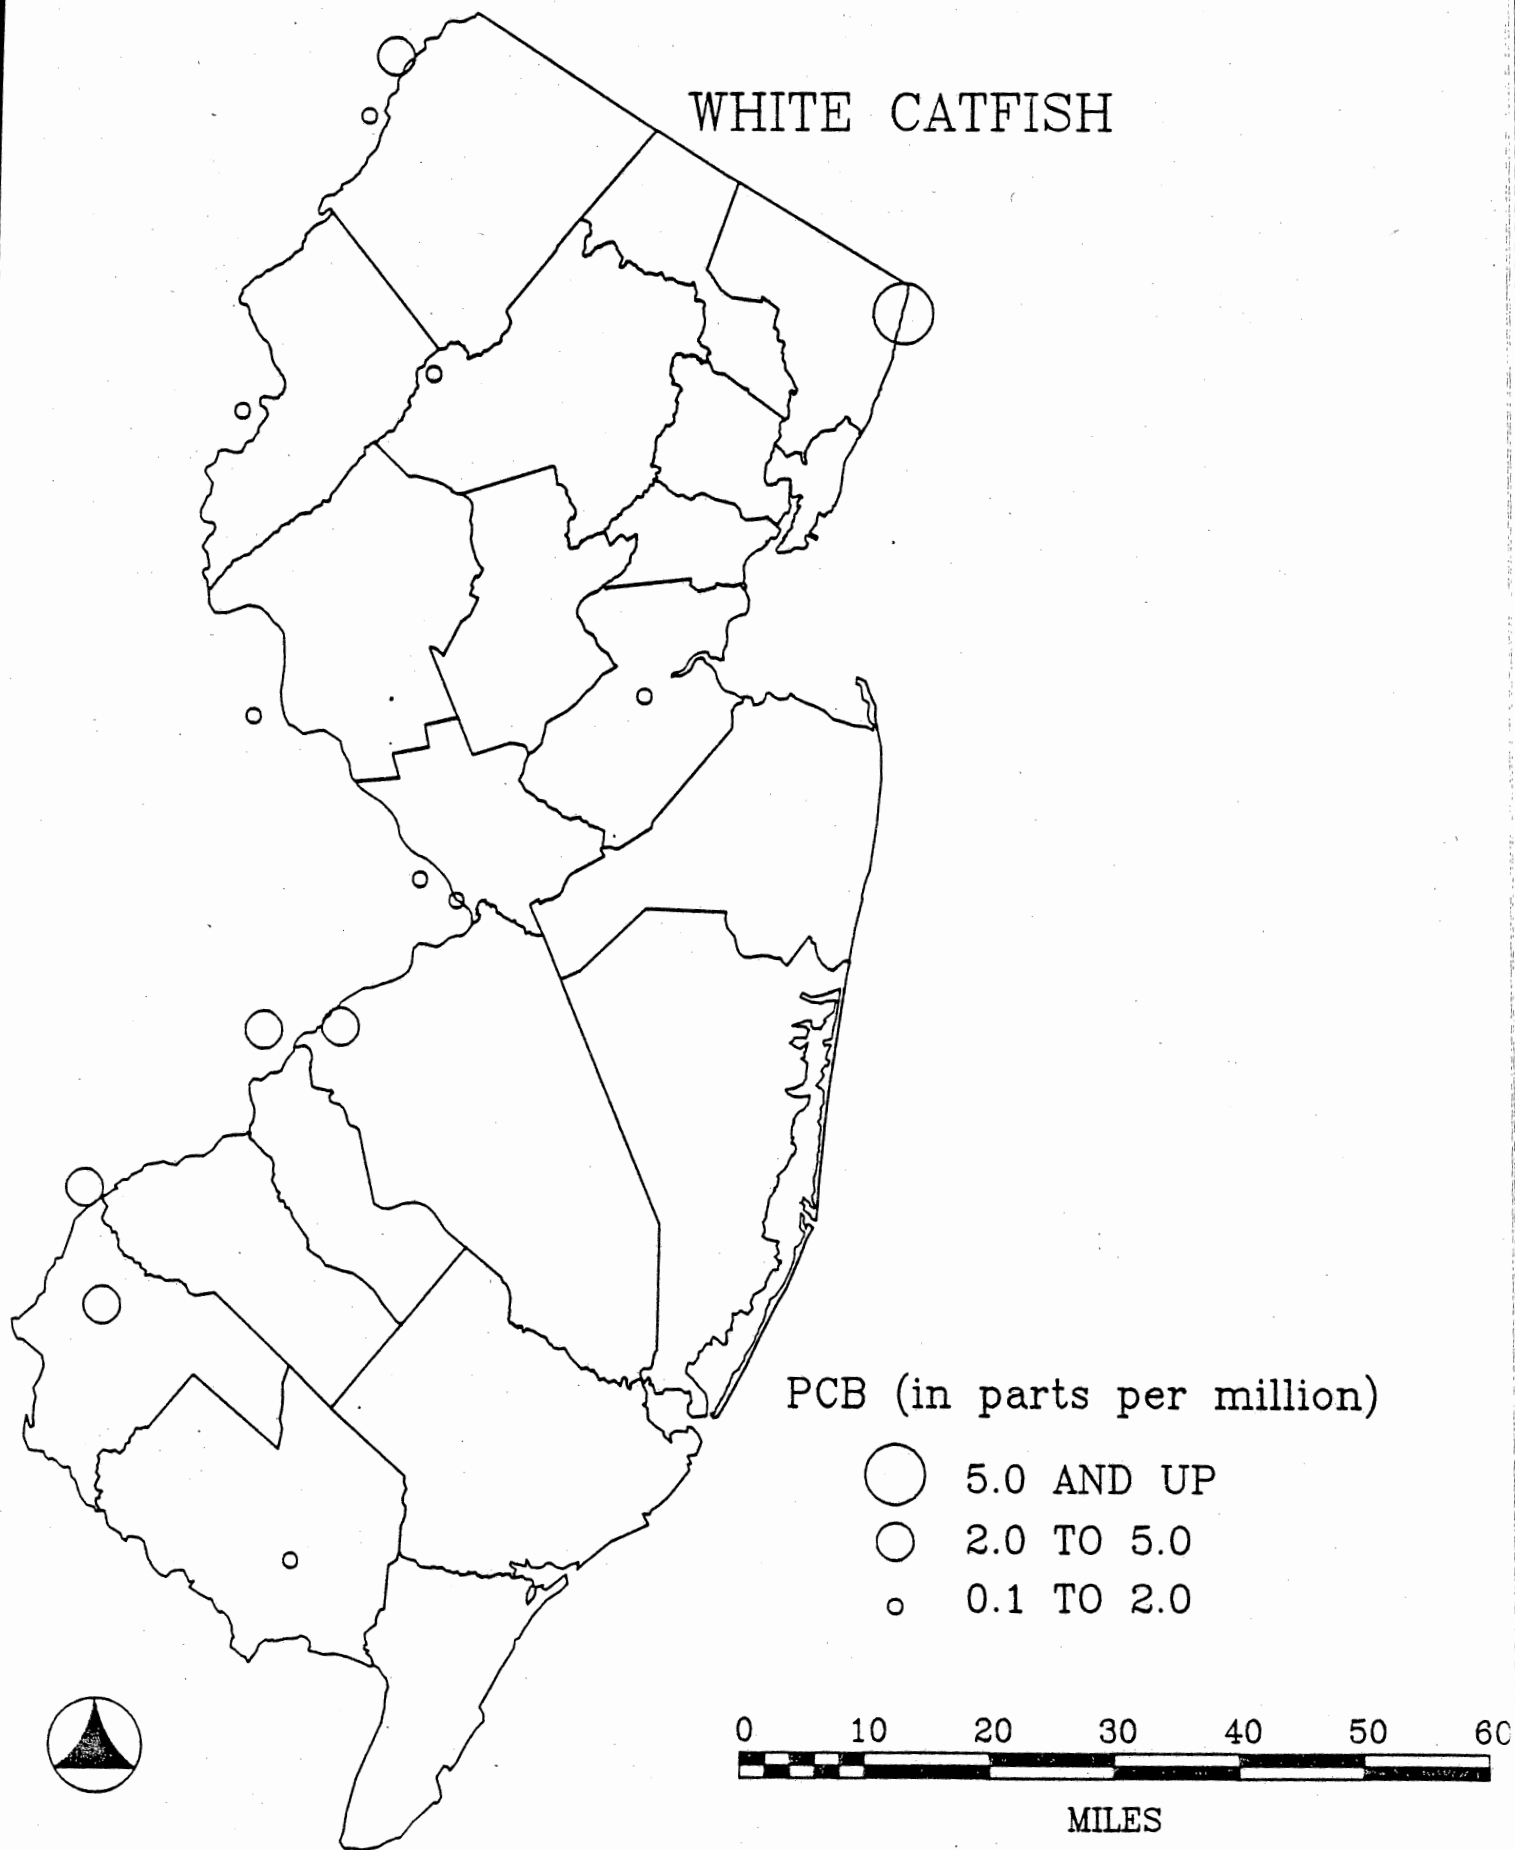 WHITE CATFISH
PCB (in parts per million)
5.0 AND UP
2.0 TO 5.0
0.1 TO 2.0
0 10 20 30 40 50 60
MILES